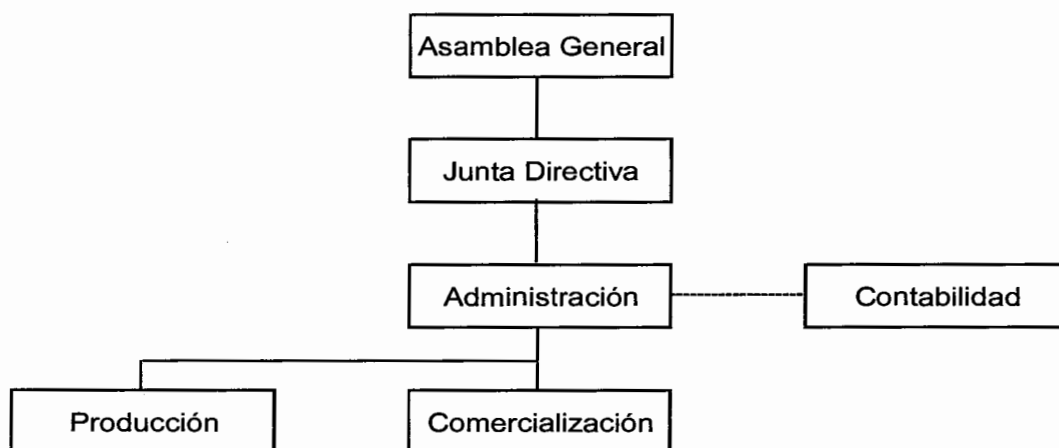 Asamblea General
Junta Directiva
Administración
Contabilidad
Producción
Comercialización